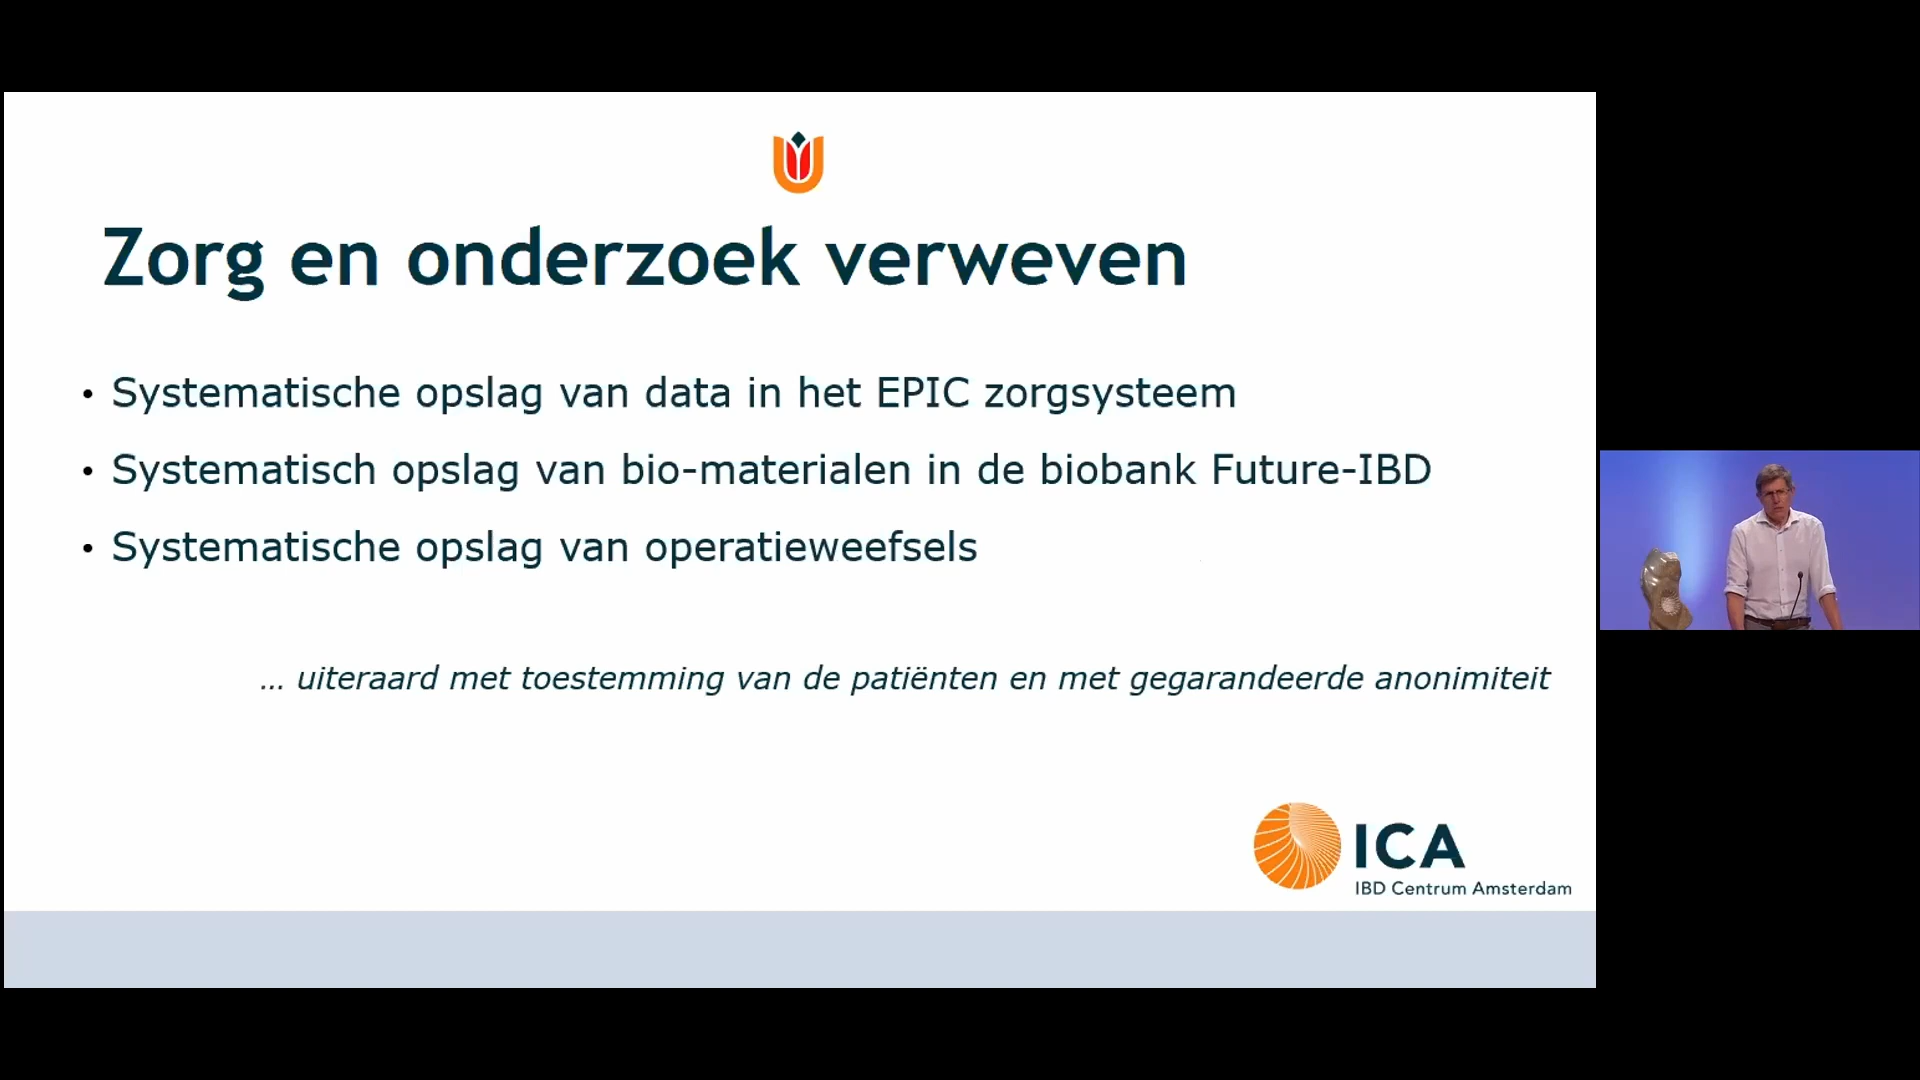 Zorg en onderzoek verweven
• Systematische opslag van data in het EPIC zorgsysteem
• Systematisch opslag van bio-materialen in de biobank Future-IBD
• Systematische opslag van operatieweefsels
... uiteraard met toestemming van de patiënten en met gegarandeerde anonimiteit
ICA
IBD Centrum Amsterdam